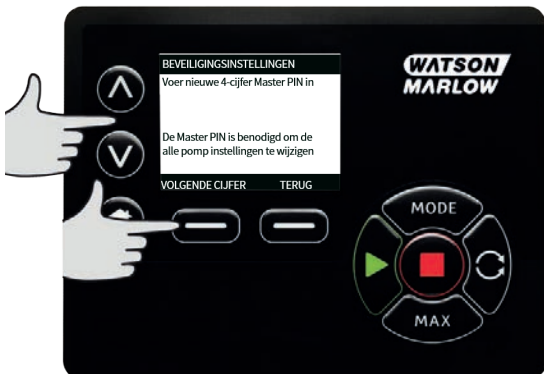 BEVEILIGINGSINSTELLINGEN
Voer nieuwe 4-cijfer Master PIN in
De Master PIN is benodigd om de
alle pomp instellingen te wijzigen
VOLGENDE CIJFER TERUG
WATSON
MARLOW
MODE
MAX